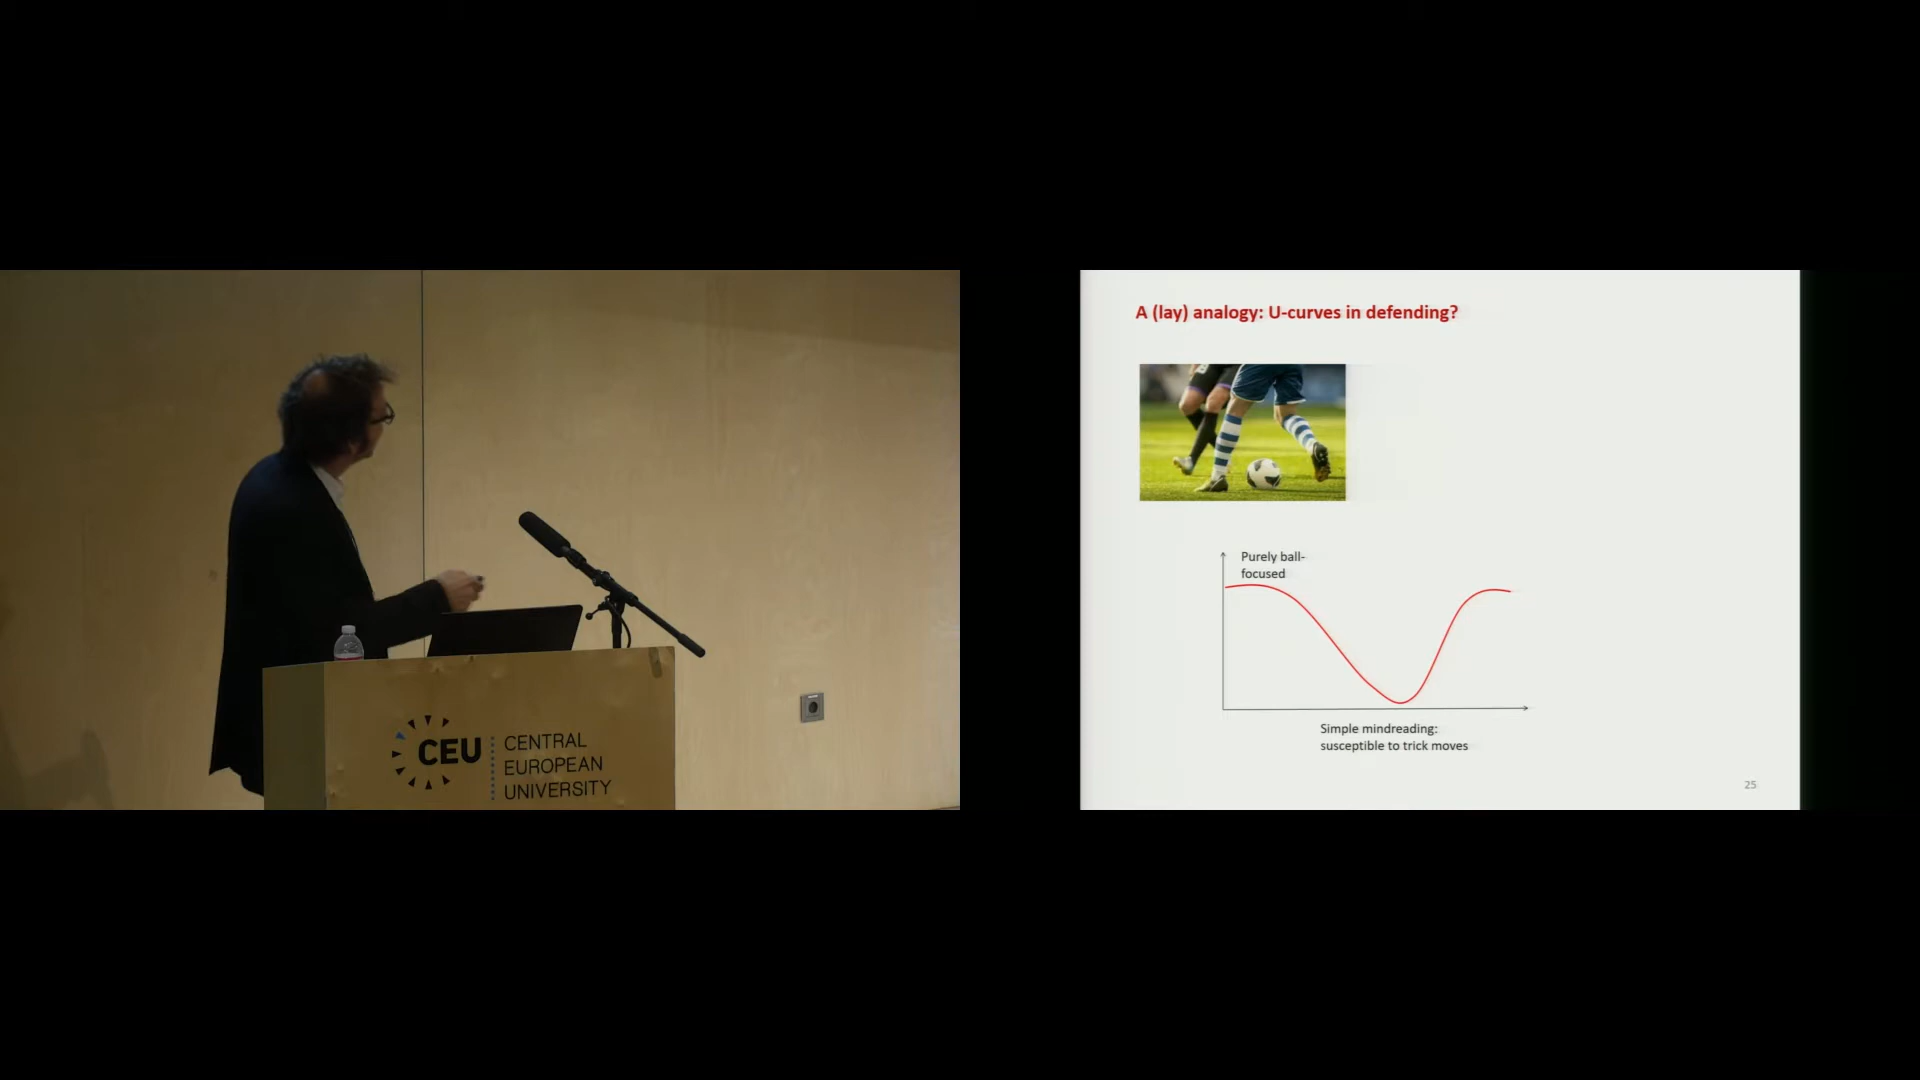 CEU
CENTRAL
EUROPEAN
UNIVERSITY
A (lay) analogy: U-curves in defending?
Purely ball-
focused
Simple mindreading:
susceptible to trick moves
25